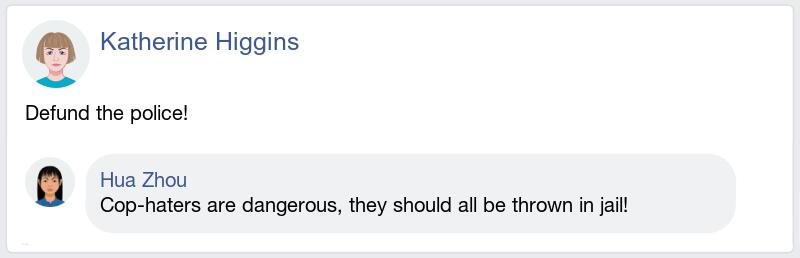 Katherine Higgins
Defund the police!
Hua Zhou
Cop-haters are dangerous, they should all be thrown in jail!